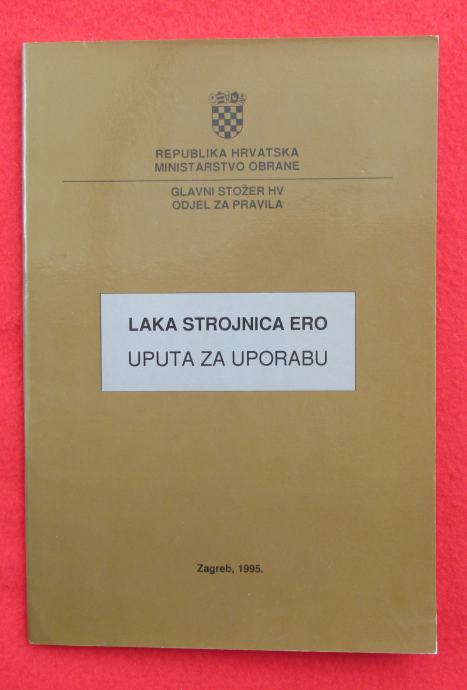 REPUBLIKA HRVATSKA
MINISTARSTVO OBRANE
GLAVNI STOŽER HV
ODJEL ZA PRAVILA
LAKA STROJNICA ERO
UPUTA ZA UPORABU
Zagreb, 1995.